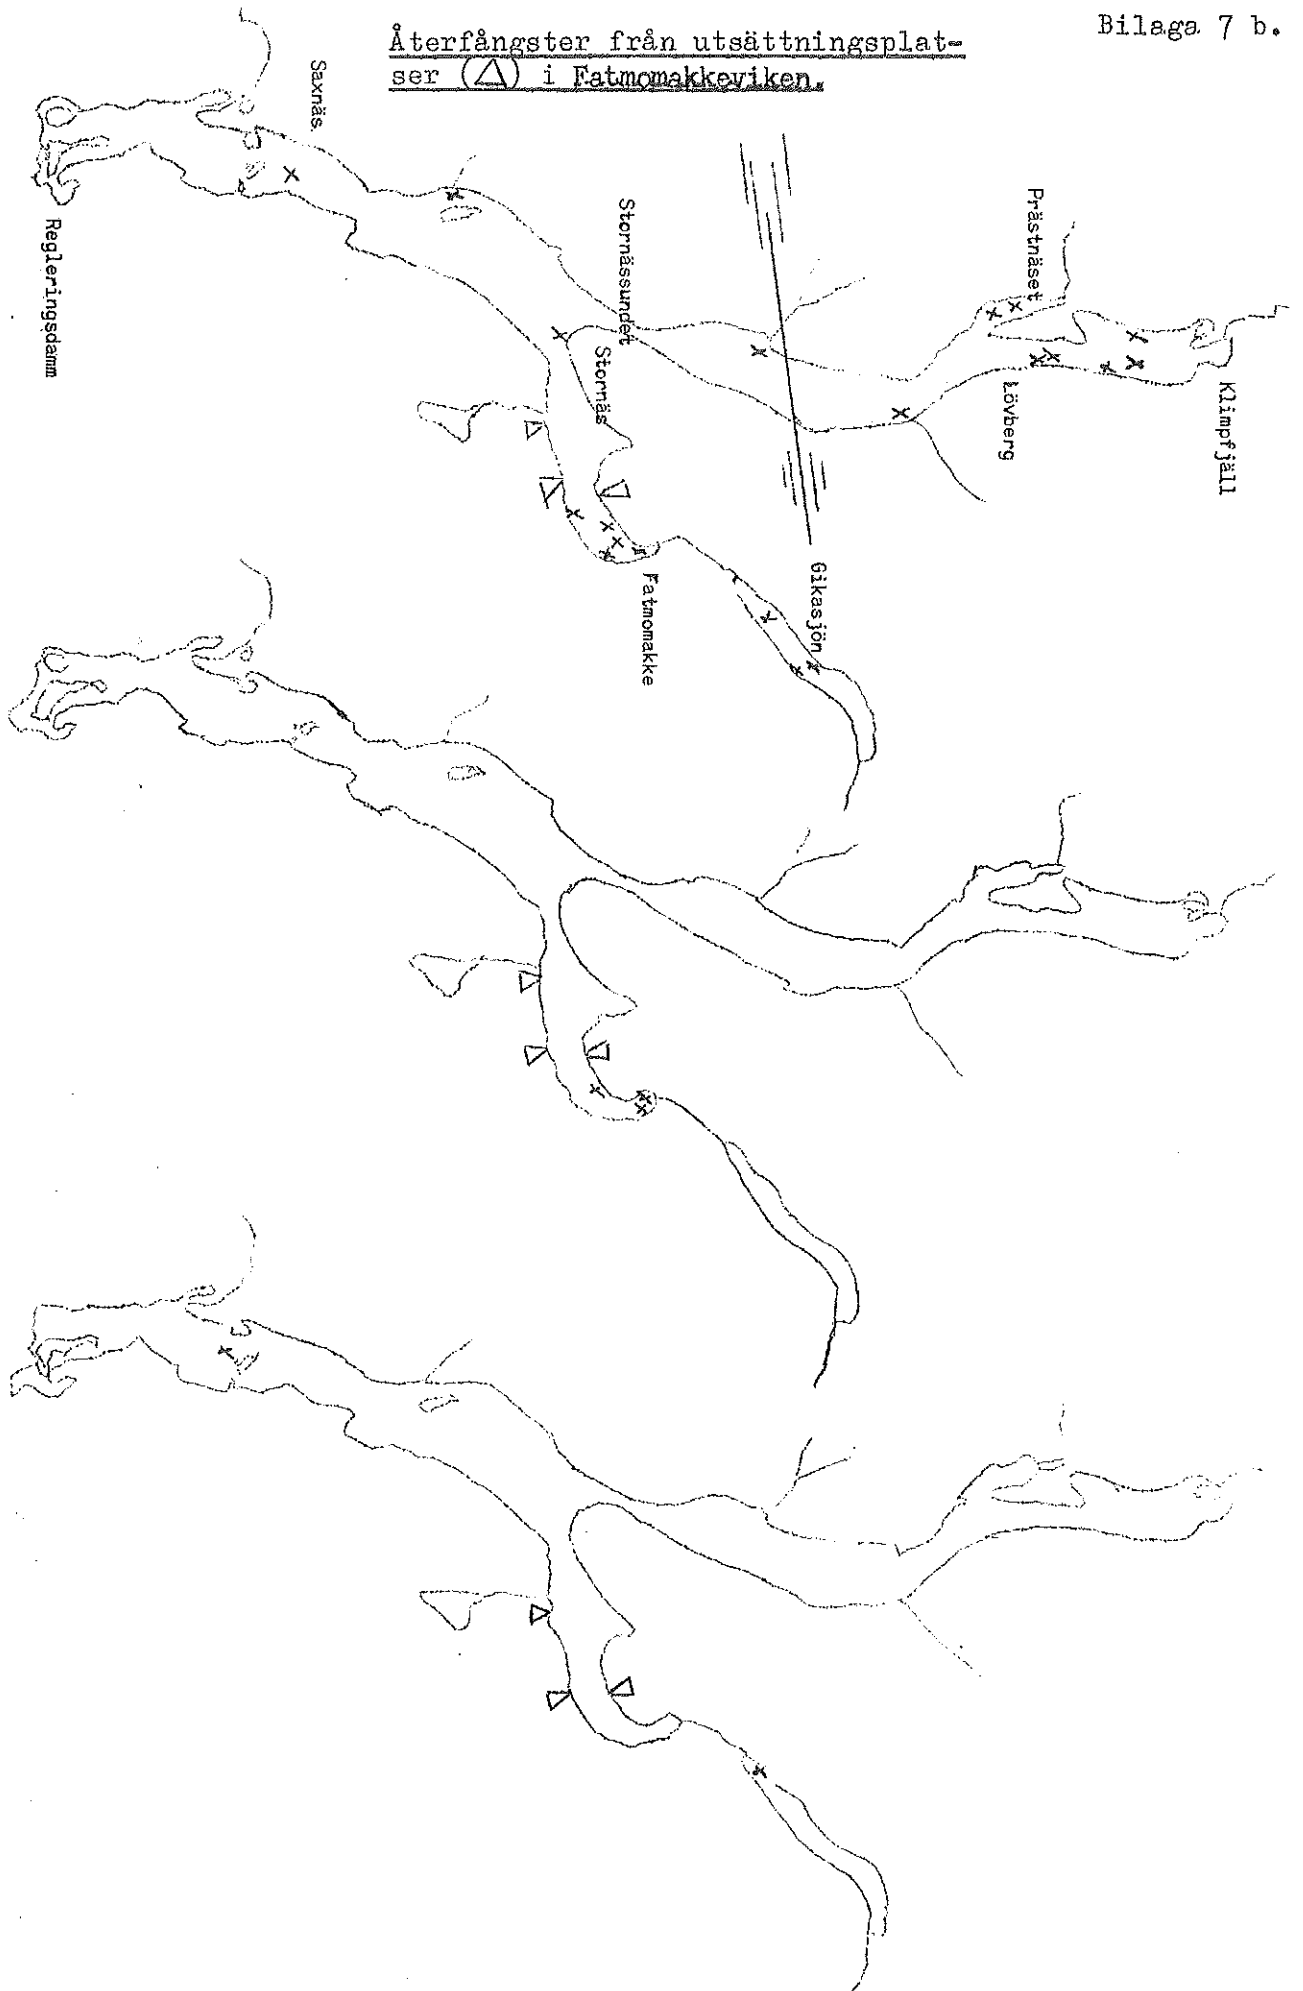 Bilaga 7 b.
Återfångster från utsättningsplat-
ser (△) i Fatmomakkeviken.
Saxnäs.
Regleringsdamm
Stornässundet
Stornäs
Prästnäset
Lövberg
Klimpfjäll
Gikasjön
Fatmomakke